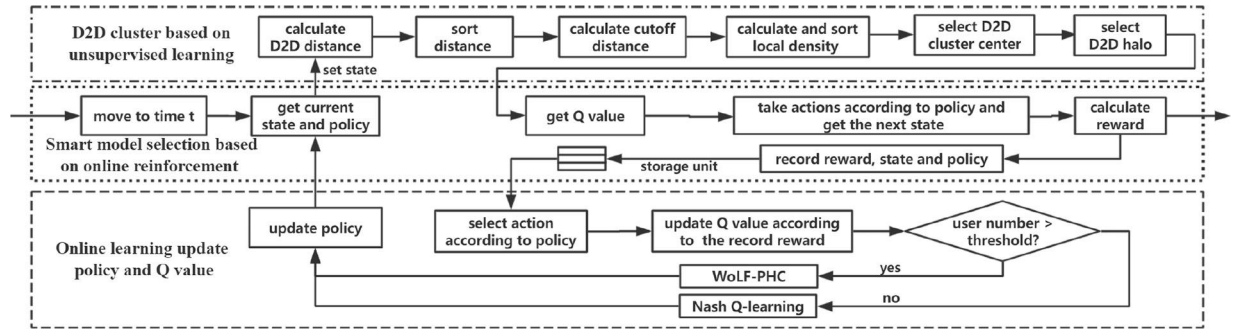 D2D cluster based on
unsupervised learning
calculate
D2D distance
sort
distance
calculate cutoff
distance
calculate and sort
local density
select D2D
cluster center
select
D2D halo
set state
move to time t
get current
state and policy
get Q value
take actions according to policy and
get the next state
calculate
reward
Smart model selection based
on online reinforcement
storage unit
record reward, state and policy
Online learning update
policy and Q value
update policy
select action
according to policy
update Q value according
to the record reward
user number >
threshold?
WoLF-PHC
yes
Nash Q-learning
no